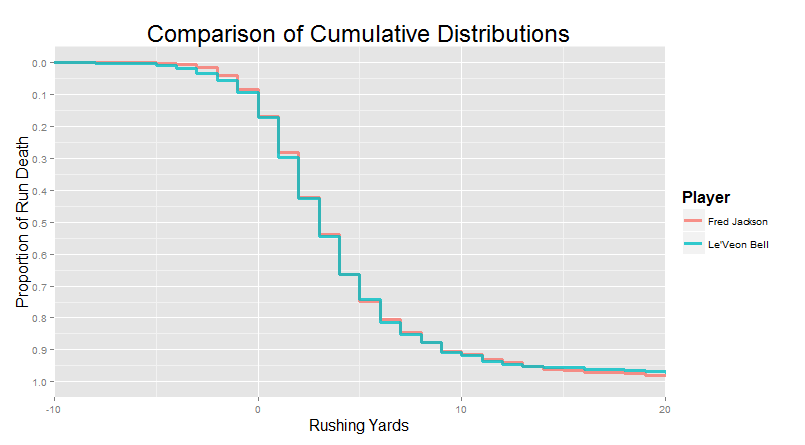 Comparison of Cumulative Distributions
Proportion of Run Death
0.0
0.1
0.2
0.3
0.4
0.5
0.6
0.7
0.8
0.9
1.0
-10
0
10
20
Rushing Yards
Player
Fred Jackson
Le'Veon Bell